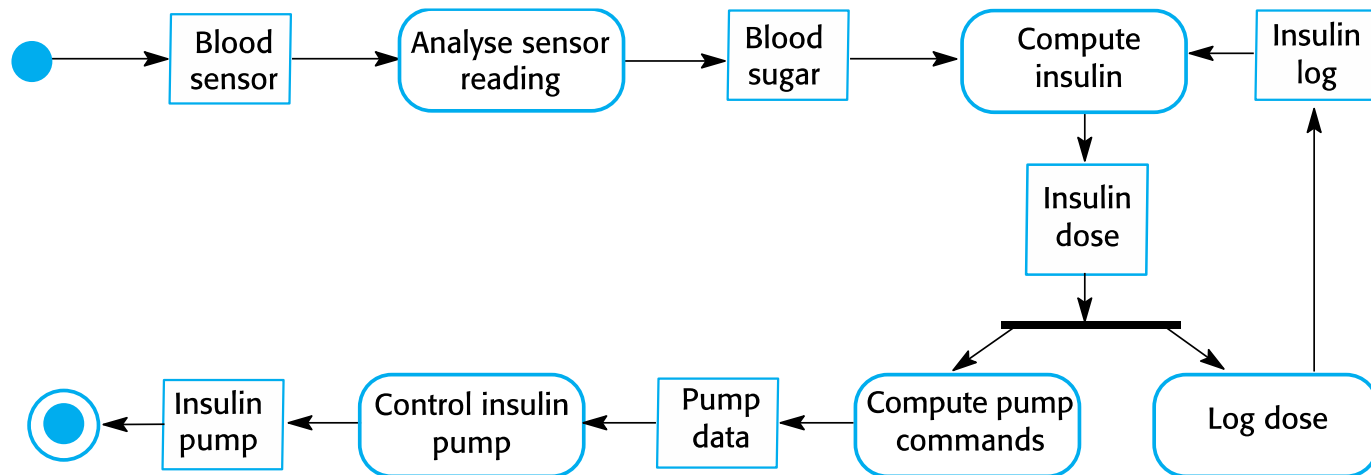 Blood
sensor
Analyse sensor
reading
Blood
sugar
Compute
insulin
Insulin
log
Insulin
dose
Insulin
pump
Control insulin
pump
Pump
data
Compute pump
commands
Log dose